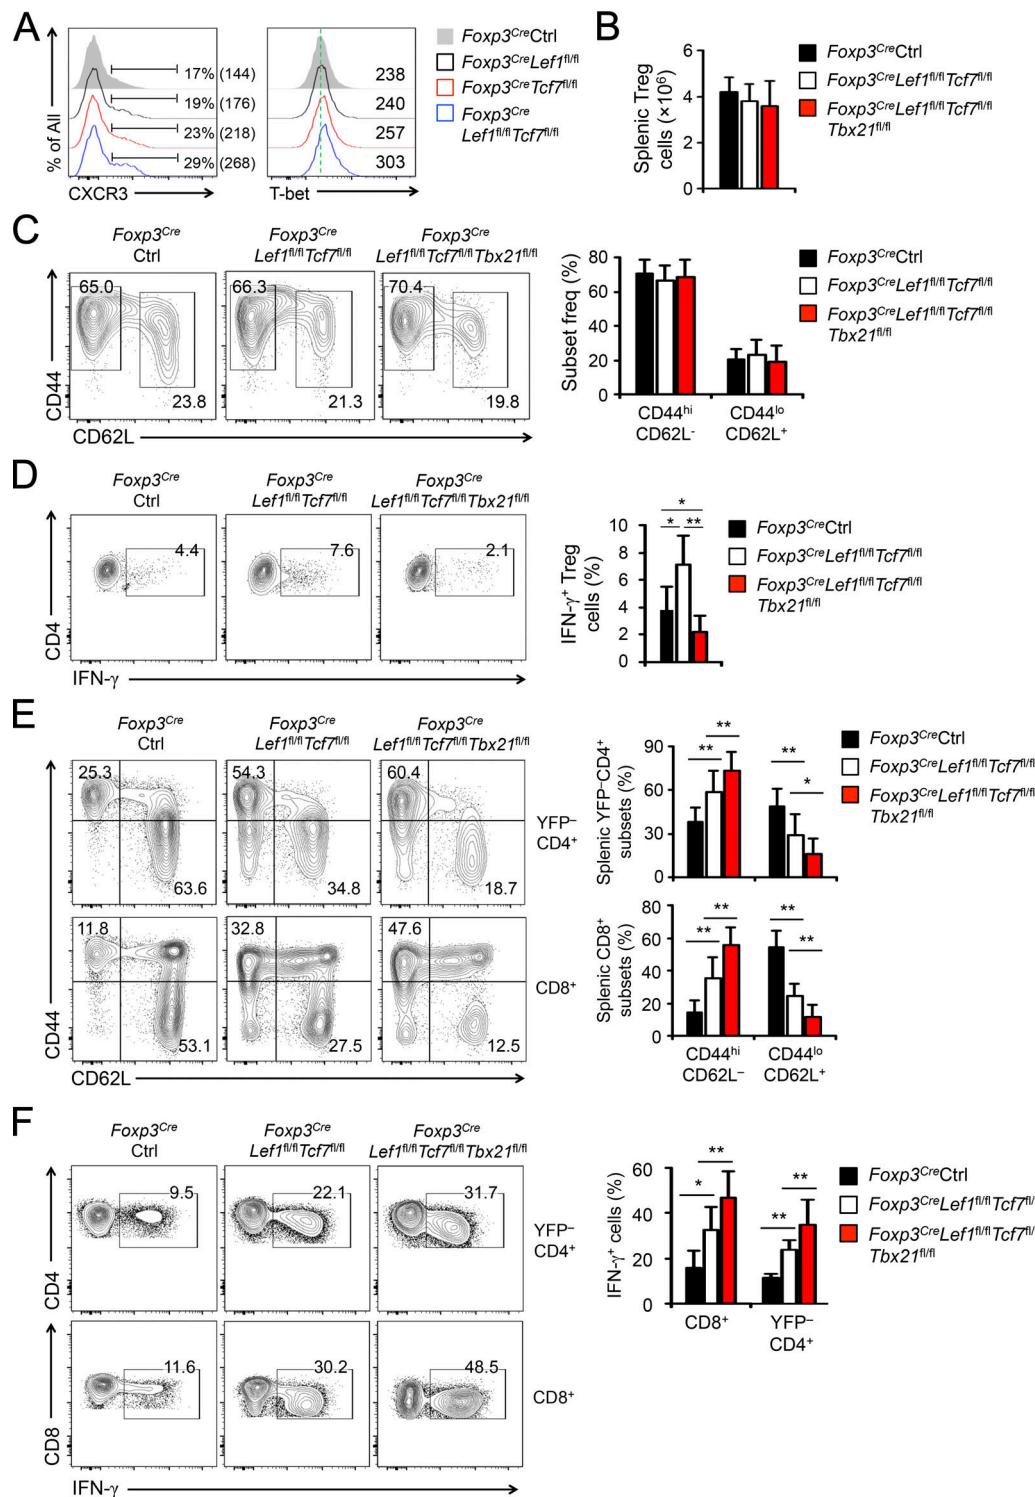 A
% of All
17% (144)
19% (176)
23% (218)
29% (268)
CXCR3
238
240
257
303
T-bet
Foxp3CreCtrl
Foxp3CreLef1fl/fl
Foxp3CreTcf7fl/fl
Foxp3Cre
Lef1fl/flTcf7fl/fl
B
Splenic Treg
cells (×10⁶)
6
4
2
0
Foxp3CreCtrl
Foxp3CreLef1fl/flTcf7fl/fl
Foxp3CreLef1fl/flTcf7fl/fl
Tbx21fl/fl
C
Foxp3Cre
Ctrl
Foxp3Cre
Lef1fl/flTcf7fl/fl
Foxp3Cre
Lef1fl/flTcf7fl/flTbx21fl/fl
65.0
23.8
66.3
21.3
70.4
19.8
CD44
CD62L
Subset freq (%)
80
60
40
20
0
CD44hi
CD62L-
CD44lo
CD62L+
Foxp3CreCtrl
Foxp3CreLef1fl/flTcf7fl/fl
Foxp3CreLef1fl/flTcf7fl/fl
Tbx21fl/fl
D
Foxp3Cre
Ctrl
Foxp3Cre
Lef1fl/flTcf7fl/fl
Foxp3Cre
Lef1fl/flTcf7fl/flTbx21fl/fl
4.4
7.6
2.1
CD4
IFN-γ
IFN-γ+ Treg
cells (%)
10
8
6
4
2
0
*
* **
Foxp3CreCtrl
Foxp3CreLef1fl/flTcf7fl/fl
Foxp3CreLef1fl/flTcf7fl/fl
Tbx21fl/fl
E
Foxp3Cre
Ctrl
Foxp3Cre
Lef1fl/flTcf7fl/fl
Foxp3Cre
Lef1fl/flTcf7fl/flTbx21fl/fl
25.3
63.6
54.3
34.8
60.4
18.7
YFP–
CD4+
11.8
53.1
32.8
27.5
47.6
12.5
CD8+
CD44
CD62L
Splenic YFP–CD4+
subsets (%)
90
60
30
0
**
** **
*
Splenic CD8+
subsets (%)
80
60
40
20
0
** **
** **
CD44hi
CD62L–
CD44lo
CD62L+
Foxp3CreCtrl
Foxp3CreLef1fl/flTcf7fl/fl
Foxp3CreLef1fl/flTcf7fl/fl
Tbx21fl/fl
F
Foxp3Cre
Ctrl
Foxp3Cre
Lef1fl/flTcf7fl/fl
Foxp3Cre
Lef1fl/flTcf7fl/flTbx21fl/fl
9.5
22.1
31.7
YFP–
CD4+
CD4
11.6
30.2
48.5
CD8+
CD8
IFN-γ
IFN-γ+ cells (%)
60
40
20
0
**
* **
**
CD8+
YFP–
CD4+
Foxp3CreCtrl
Foxp3CreLef1fl/flTcf7fl/
Foxp3CreLef1fl/flTcf7fl/
Tbx21fl/fl